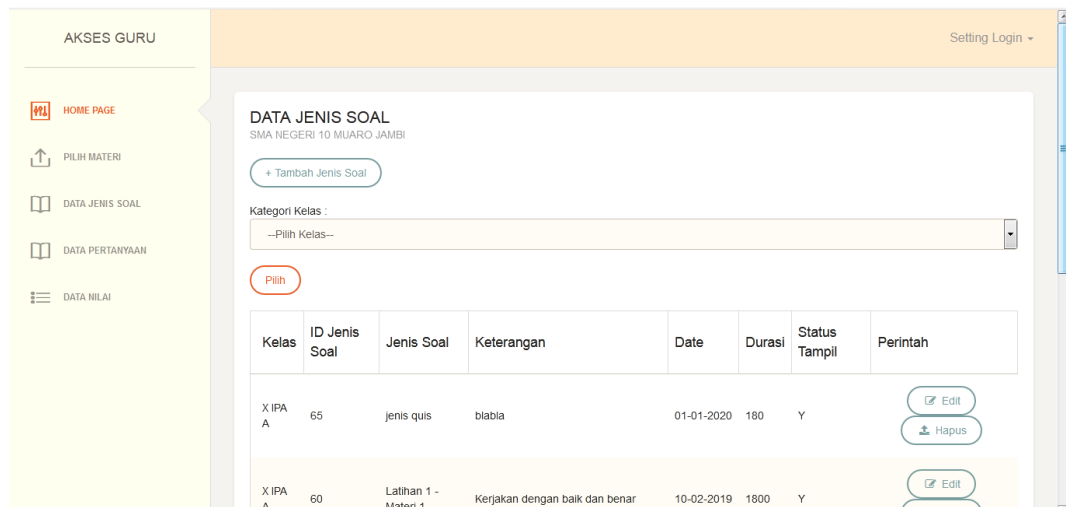 AKSES GURU
Setting Login
HOME PAGE
PILIH MATERI
DATA JENIS SOAL
DATA PERTANYAAN
DATA NILAI
DATA JENIS SOAL
SMA NEGERI 10 MUARO JAMBI
+ Tambah Jenis Soal
Kategori Kelas :
--Pilih Kelas--
Pilih
Kelas ID Jenis Soal Jenis Soal Keterangan Date Durasi Status Tampil Perintah
X IPA A 65 jenis quis blabla 01-01-2020 180 Y Edit
Hapus
X IPA A 60 Latihan 1 - Materi 1 Kerjakan dengan baik dan benar 10-02-2019 1800 Y Edit